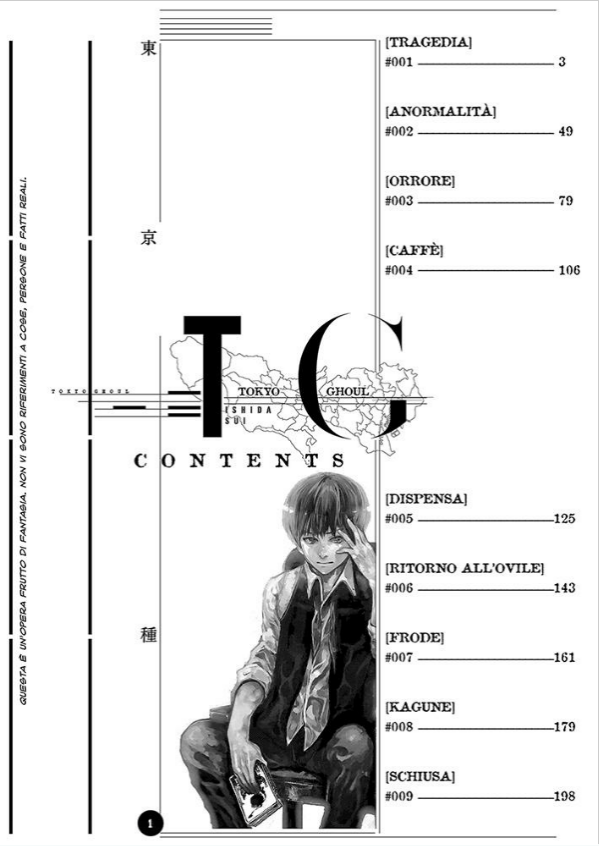 東
京
種
QUESTA È UN'OPERA FRUTTO DI FANTASIA. NON VI SONO RIFERIMENTI A COSE, PERSONE E FATTI REALI.
[TRAGEDIA]
#001 3
[ANORMALITÀ]
#002 49
[ORRORE]
#003 79
[CAFFÈ]
#004 106
TG
TOKYO GHOUL
TOKYO GHOUL
ISHIDA
SUI
CONTENTS
[DISPENSA]
#005 125
[RITORNO ALL'OVILE]
#006 143
[FRODE]
#007 161
[KAGUNE]
#008 179
[SCHIUSA]
#009 198
1